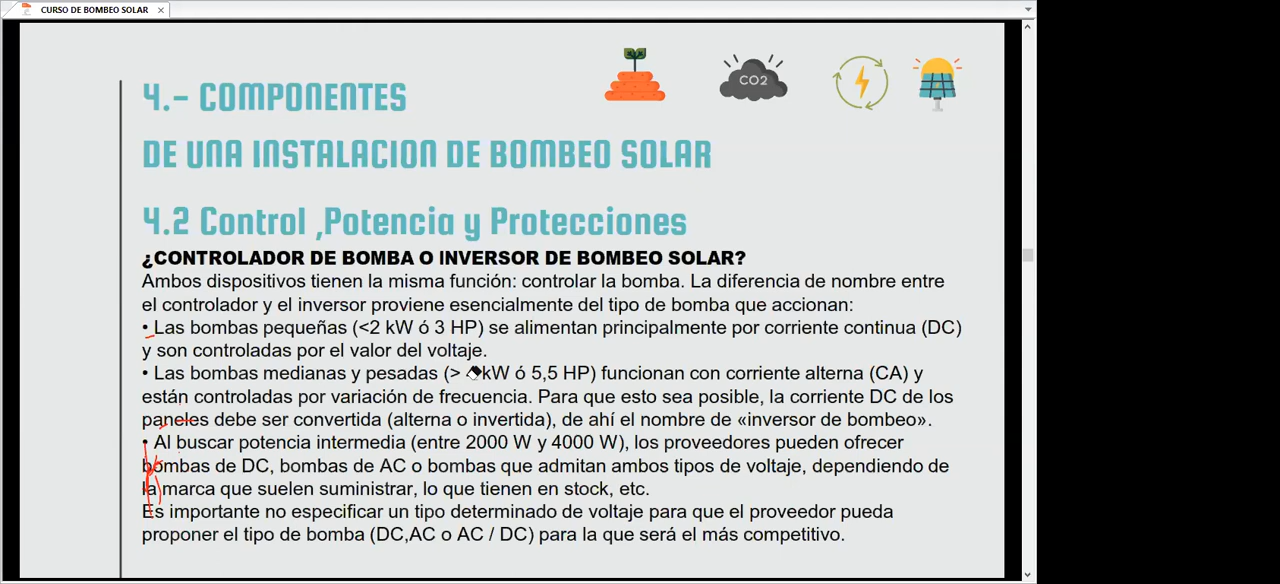 CURSO DE BOMBEO SOLAR
CO2
4.- COMPONENTES
DE UNA INSTALACION DE BOMBEO SOLAR
4.2 Control ,Potencia y Protecciones
¿CONTROLADOR DE BOMBA O INVERSOR DE BOMBEO SOLAR?
Ambos dispositivos tienen la misma función: controlar la bomba. La diferencia de nombre entre
el controlador y el inversor proviene esencialmente del tipo de bomba que accionan:
• Las bombas pequeñas (<2 kW ó 3 HP) se alimentan principalmente por corriente continua (DC)
y son controladas por el valor del voltaje.
• Las bombas medianas y pesadas (> kW ó 5,5 HP) funcionan con corriente alterna (CA) y
están controladas por variación de frecuencia. Para que esto sea posible, la corriente DC de los
paneles debe ser convertida (alterna o invertida), de ahí el nombre de «inversor de bombeo».
• Al buscar potencia intermedia (entre 2000 W y 4000 W), los proveedores pueden ofrecer
bombas de DC, bombas de AC o bombas que admitan ambos tipos de voltaje, dependiendo de
la marca que suelen suministrar, lo que tienen en stock, etc.
Es importante no especificar un tipo determinado de voltaje para que el proveedor pueda
proponer el tipo de bomba (DC,AC o AC / DC) para la que será el más competitivo.